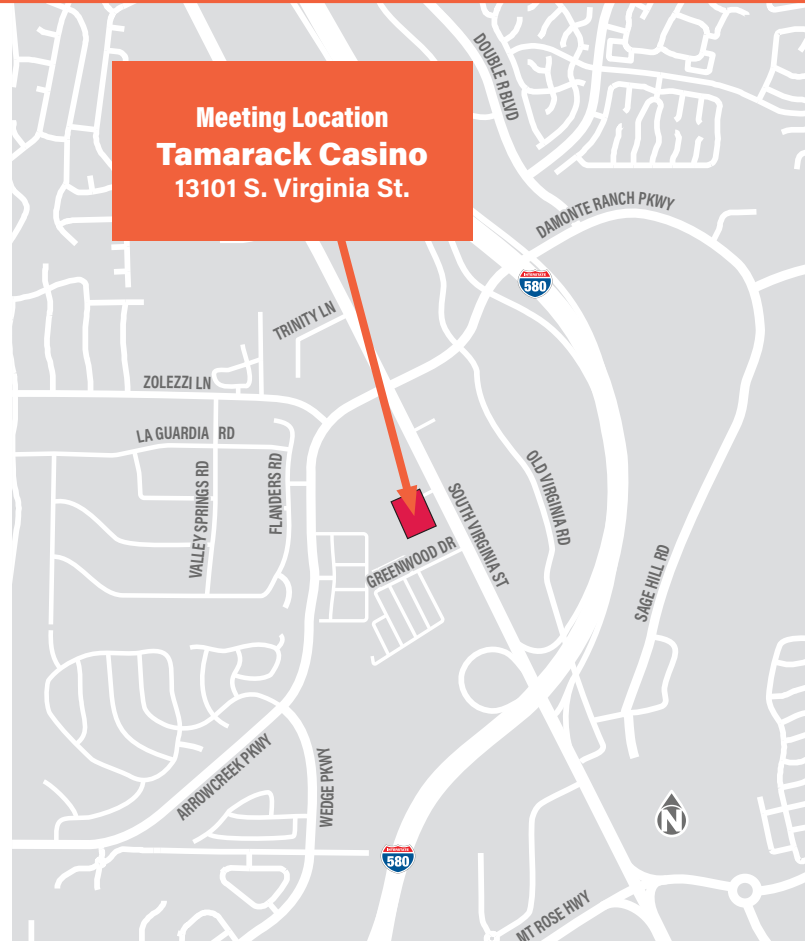 DOUBLE R BLVD
Meeting Location
Tamarack Casino
13101 S. Virginia St.
DAMONTE RANCH PKWY
INTERSTATE
580
TRINITY LN
ZOLEZZI LN
LA GUARDIA RD
VALLEY SPRINGS RD
FLANDERS RD
SOUTH VIRGINIA ST
OLD VIRGINIA RD
GREENWOOD DR
SAGE HILL RD
ARROWCREEK PKWY
WEDGE PKWY
N
INTERSTATE
580
MT ROSE HWY